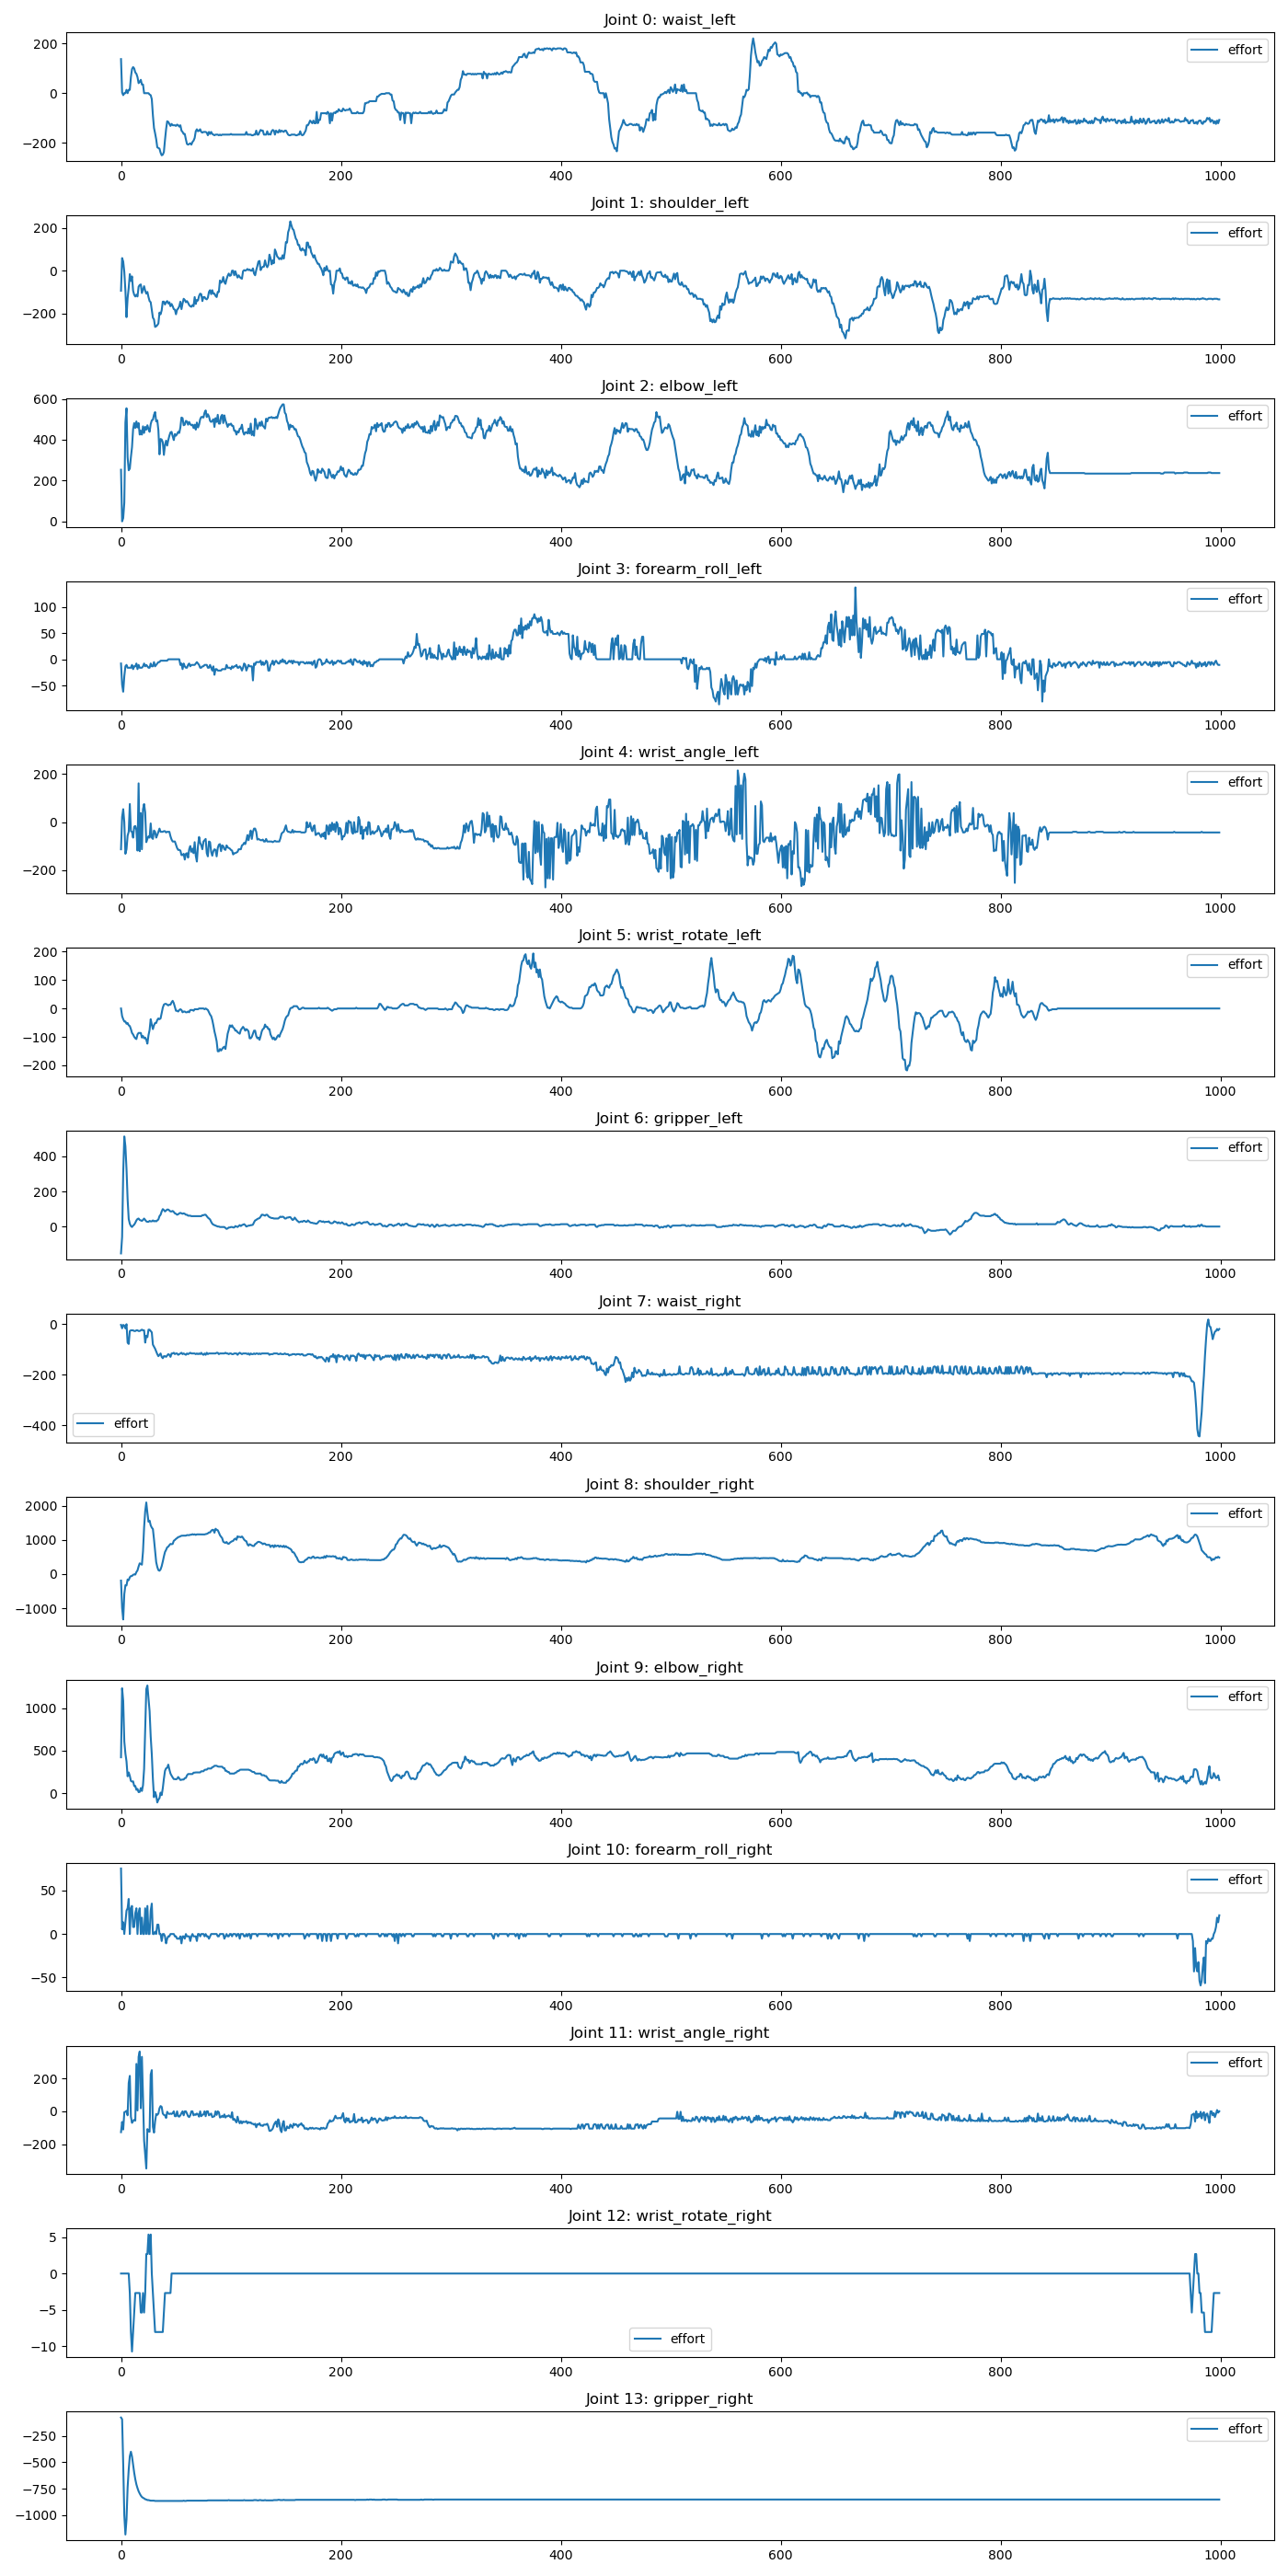 Joint 0: waist_left
200
0
−200
effort
0 200 400 600 800 1000
Joint 1: shoulder_left
200
0
−200
effort
0 200 400 600 800 1000
Joint 2: elbow_left
600
400
200
0
effort
0 200 400 600 800 1000
Joint 3: forearm_roll_left
100
50
0
−50
effort
0 200 400 600 800 1000
Joint 4: wrist_angle_left
200
0
−200
effort
0 200 400 600 800 1000
Joint 5: wrist_rotate_left
200
100
0
−100
−200
effort
0 200 400 600 800 1000
Joint 6: gripper_left
400
200
0
effort
0 200 400 600 800 1000
Joint 7: waist_right
0
−200
−400
effort
0 200 400 600 800 1000
Joint 8: shoulder_right
2000
1000
0
−1000
effort
0 200 400 600 800 1000
Joint 9: elbow_right
1000
500
0
effort
0 200 400 600 800 1000
Joint 10: forearm_roll_right
50
0
−50
effort
0 200 400 600 800 1000
Joint 11: wrist_angle_right
200
0
−200
effort
0 200 400 600 800 1000
Joint 12: wrist_rotate_right
5
0
−5
−10
effort
0 200 400 600 800 1000
Joint 13: gripper_right
−250
−500
−750
−1000
effort
0 200 400 600 800 1000